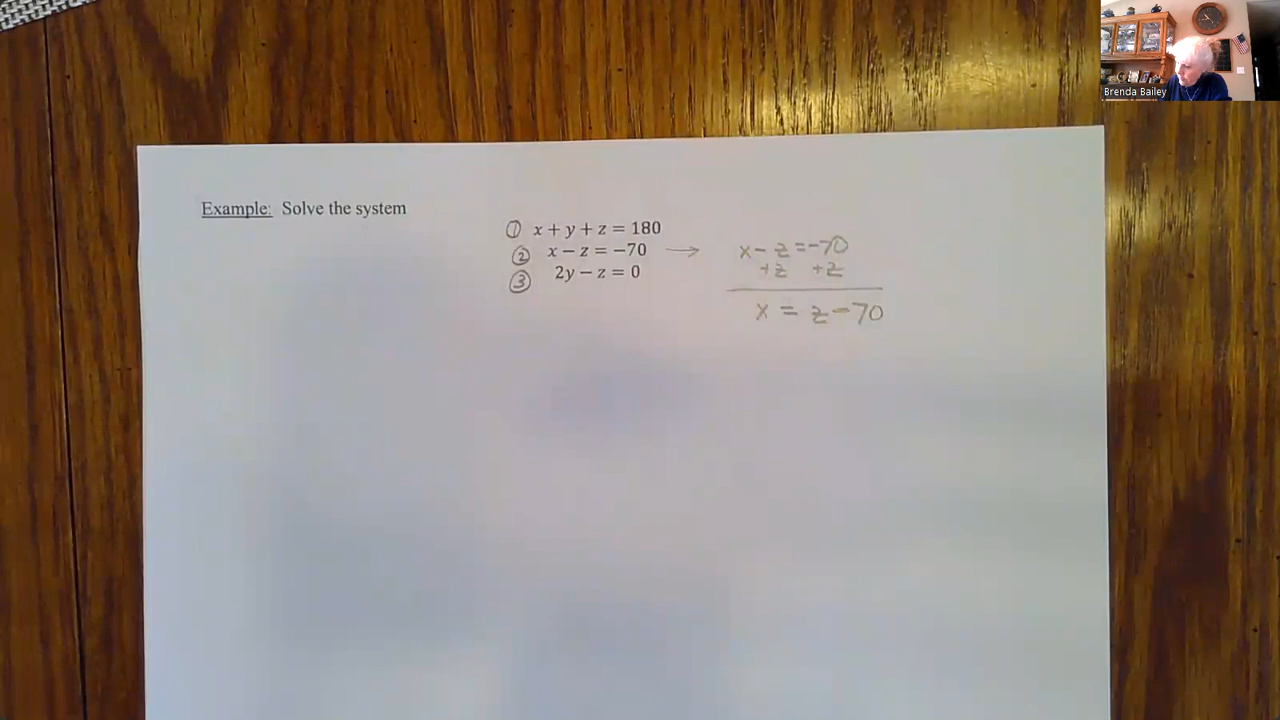 Brenda Bailey
Example: Solve the system
① x + y + z = 180
② x − z = −70 → x - z = -70
③ 2y − z = 0 +z +z
x = z - 70